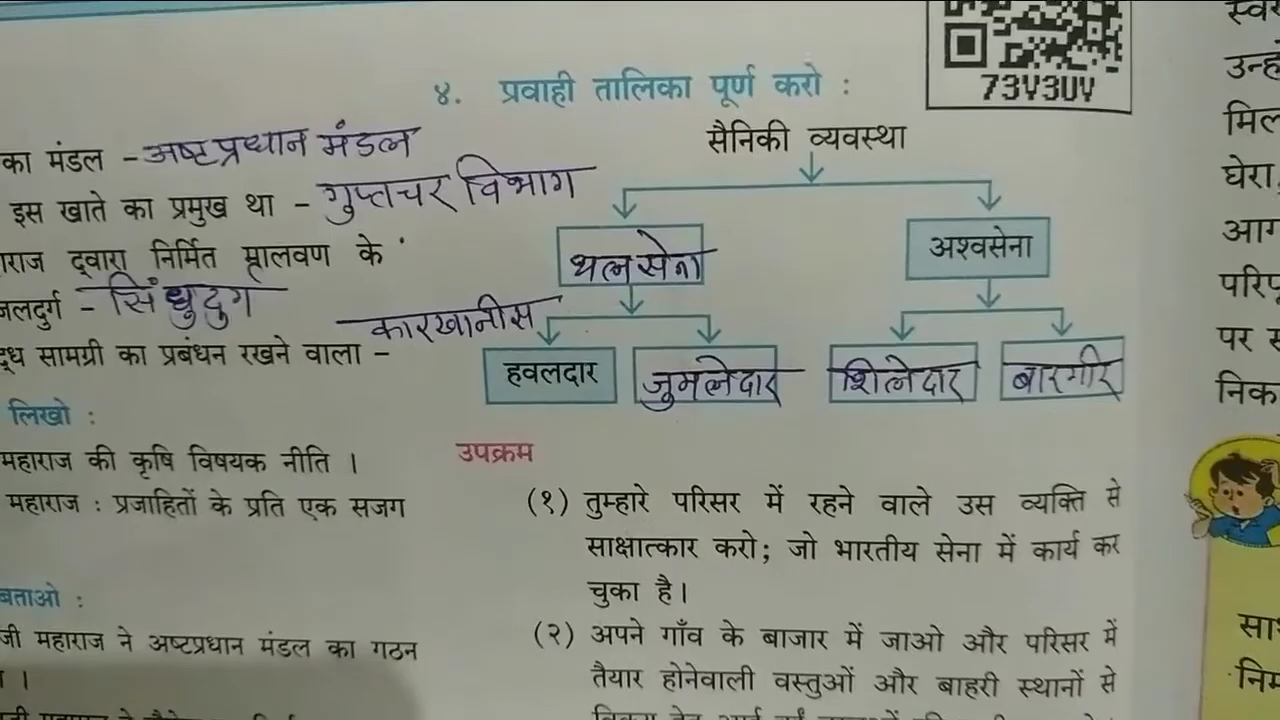 73V3UV
का मंडल - अष्टप्रधान मंडल
इस खाते का प्रमुख था - गुप्तचर विभाग
राज द्वारा निर्मित मालवण के
जलदुर्ग - सिंधुदुर्ग
कारखानीस
सामग्री का प्रबंधन रखने वाला -
लिखो :
महाराज की कृषि विषयक नीति ।
महाराज : प्रजाहितों के प्रति एक सजग
बताओ :
जी महाराज ने अष्टप्रधान मंडल का गठन
४. प्रवाही तालिका पूर्ण करो :
सैनिकी व्यवस्था
थलसेना अश्वसेना
हवलदार जुमलेदार शिलेदार बारगीर
उपक्रम
(१) तुम्हारे परिसर में रहने वाले उस व्यक्ति से
साक्षात्कार करो; जो भारतीय सेना में कार्य कर
चुका है।
(२) अपने गाँव के बाजार में जाओ और परिसर में
तैयार होनेवाली वस्तुओं और बाहरी स्थानों से
उन्हो
मिल
घेरा,
आग
पर
निक